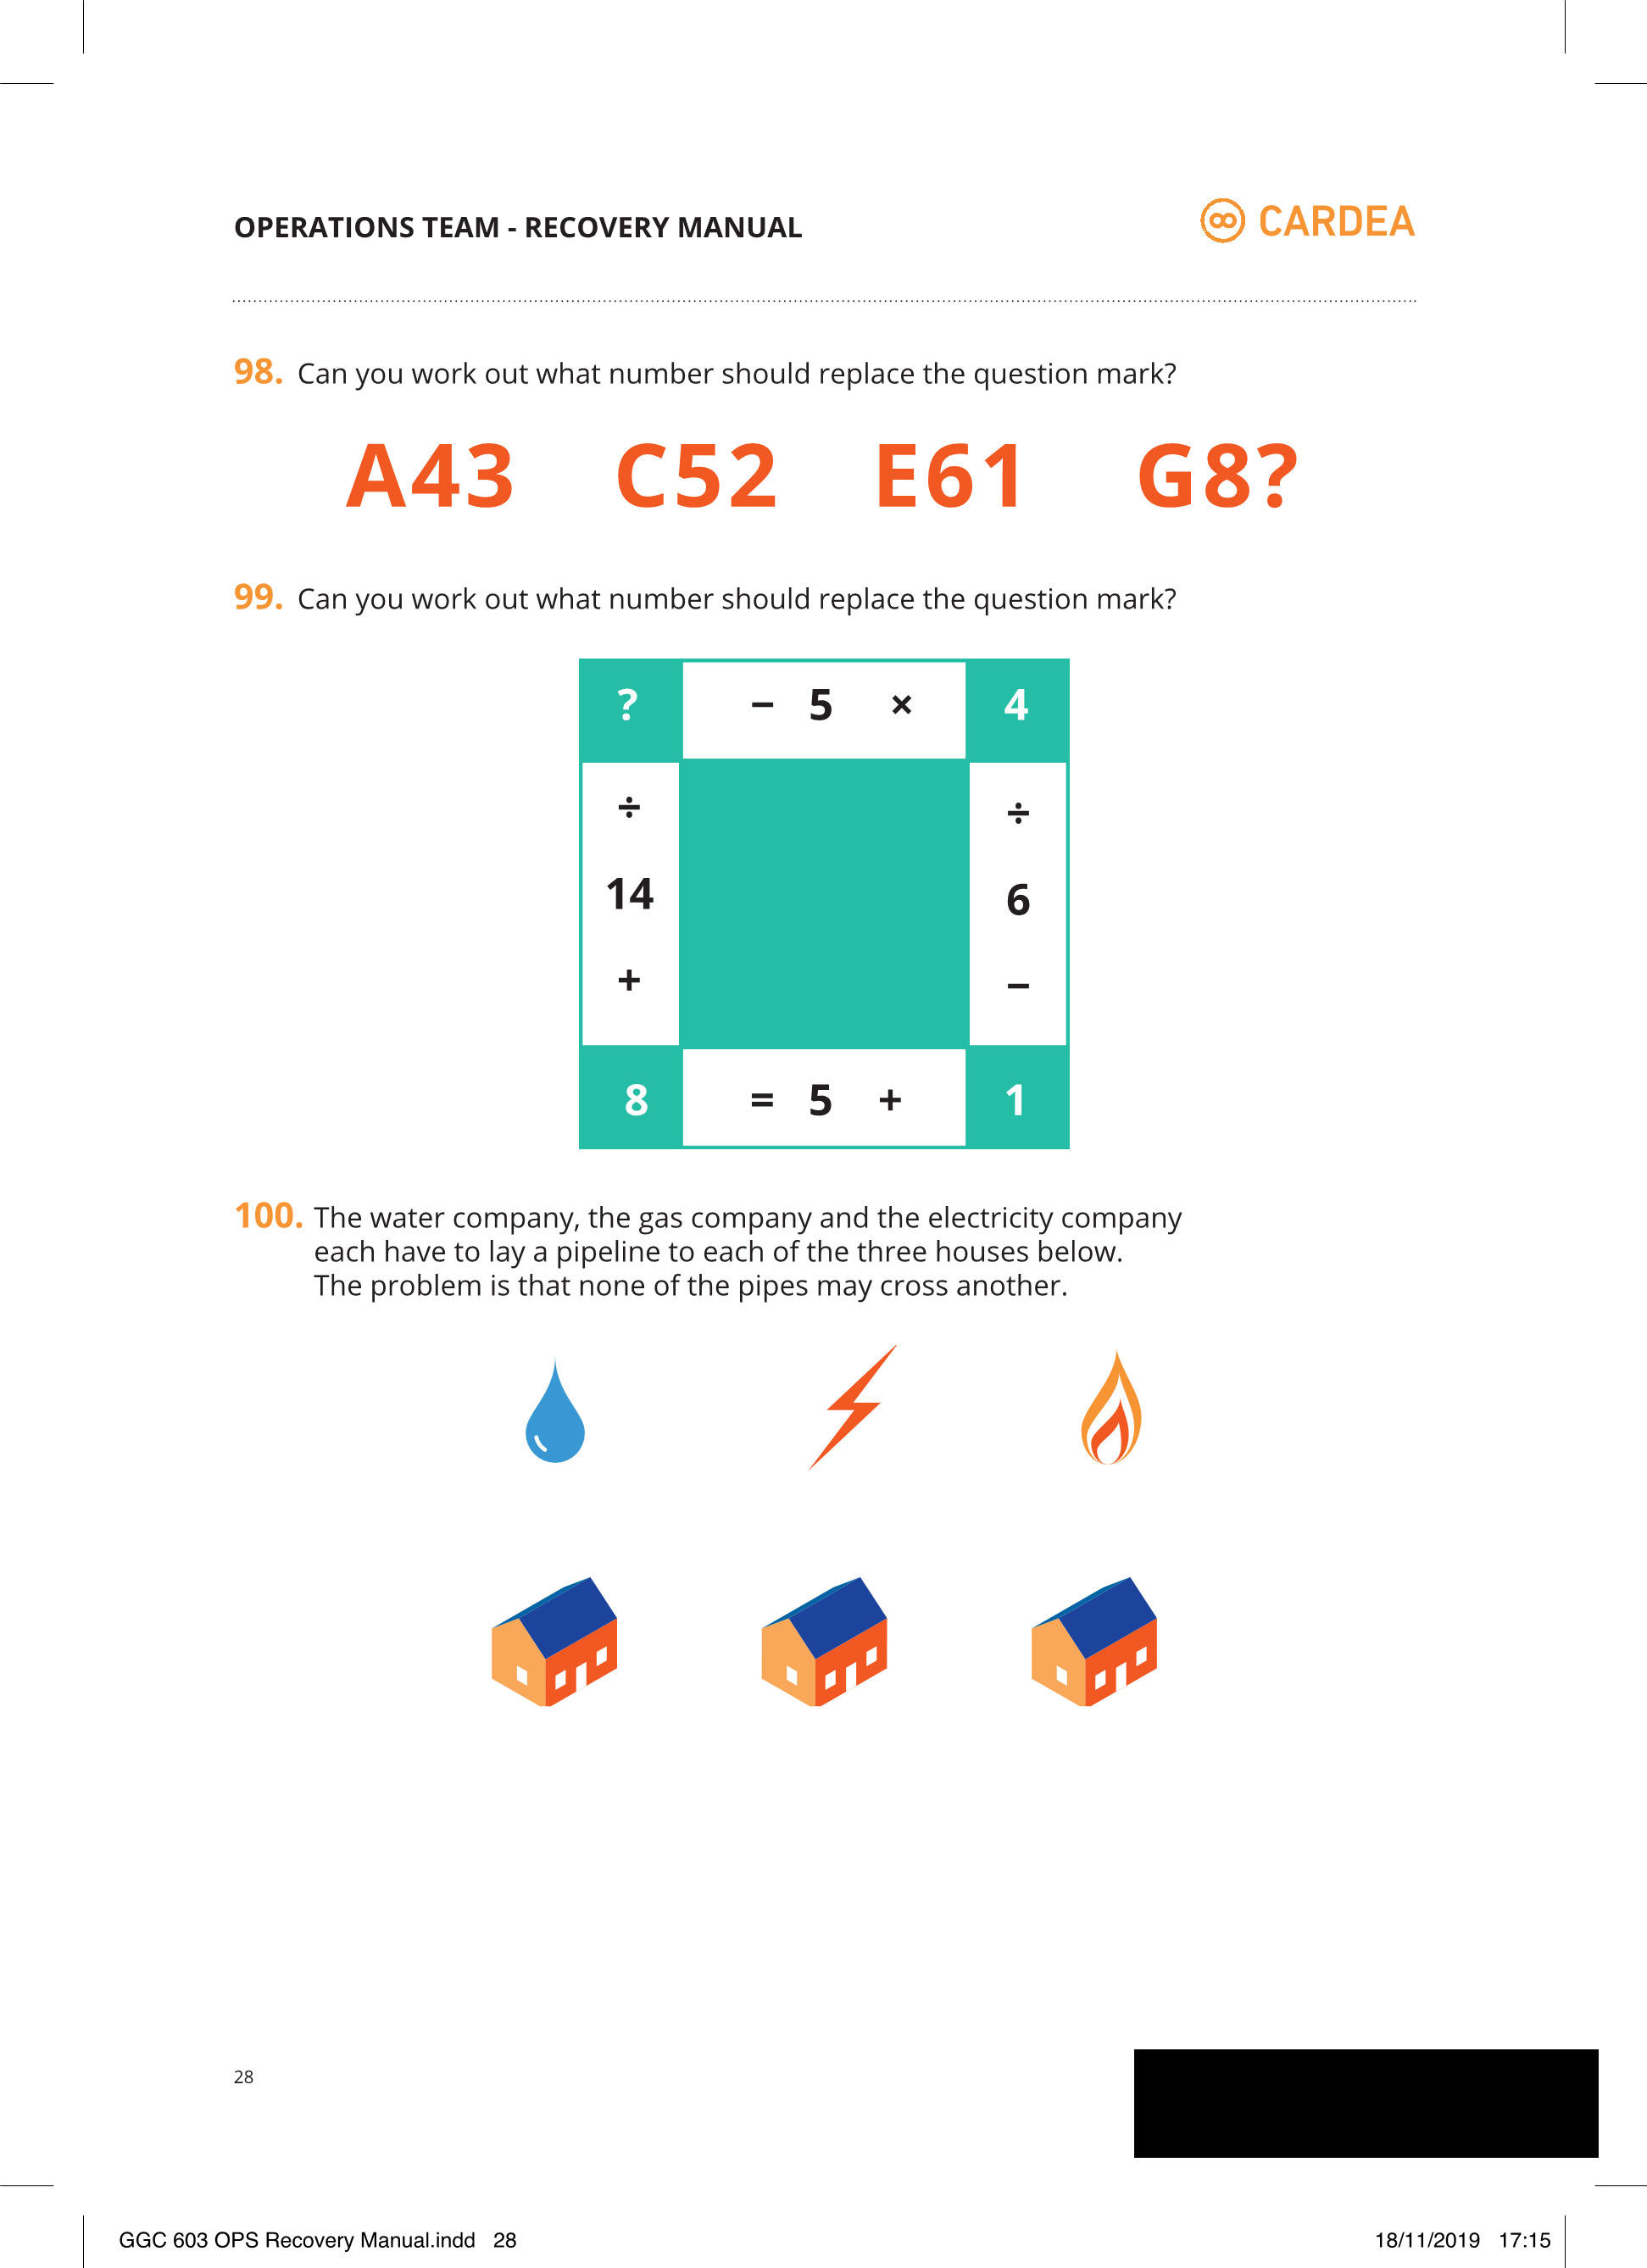 OPERATIONS TEAM - RECOVERY MANUAL
CARDEA
98. Can you work out what number should replace the question mark?
A43 C52 E61 G8?
99. Can you work out what number should replace the question mark?
? − 5 × 4
÷ ÷
14 6
+ −
8 = 5 + 1
100. The water company, the gas company and the electricity company
each have to lay a pipeline to each of the three houses below.
The problem is that none of the pipes may cross another.
28
GGC 603 OPS Recovery Manual.indd 28
18/11/2019 17:15